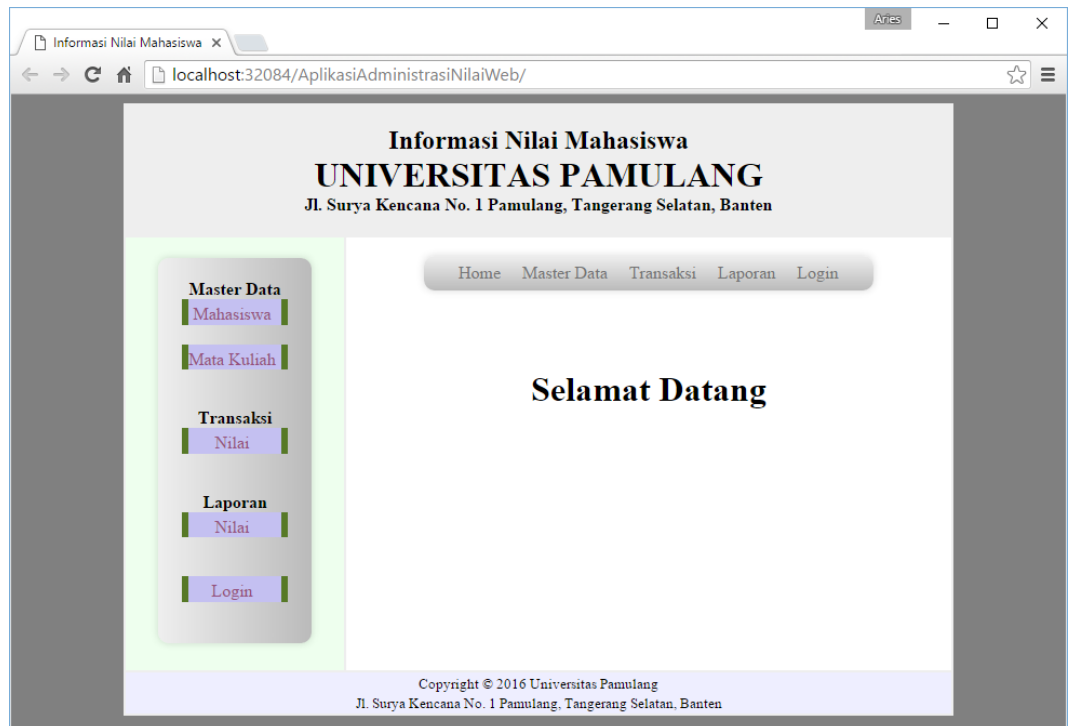 Aries
Informasi Nilai Mahasiswa
localhost:32084/AplikasiAdministrasiNilaiWeb/
Informasi Nilai Mahasiswa
UNIVERSITAS PAMULANG
Jl. Surya Kencana No. 1 Pamulang, Tangerang Selatan, Banten
Master Data
Mahasiswa
Mata Kuliah
Transaksi
Nilai
Laporan
Nilai
Login
Home Master Data Transaksi Laporan Login
Selamat Datang
Copyright © 2016 Universitas Pamulang
Jl. Surya Kencana No. 1 Pamulang, Tangerang Selatan, Banten